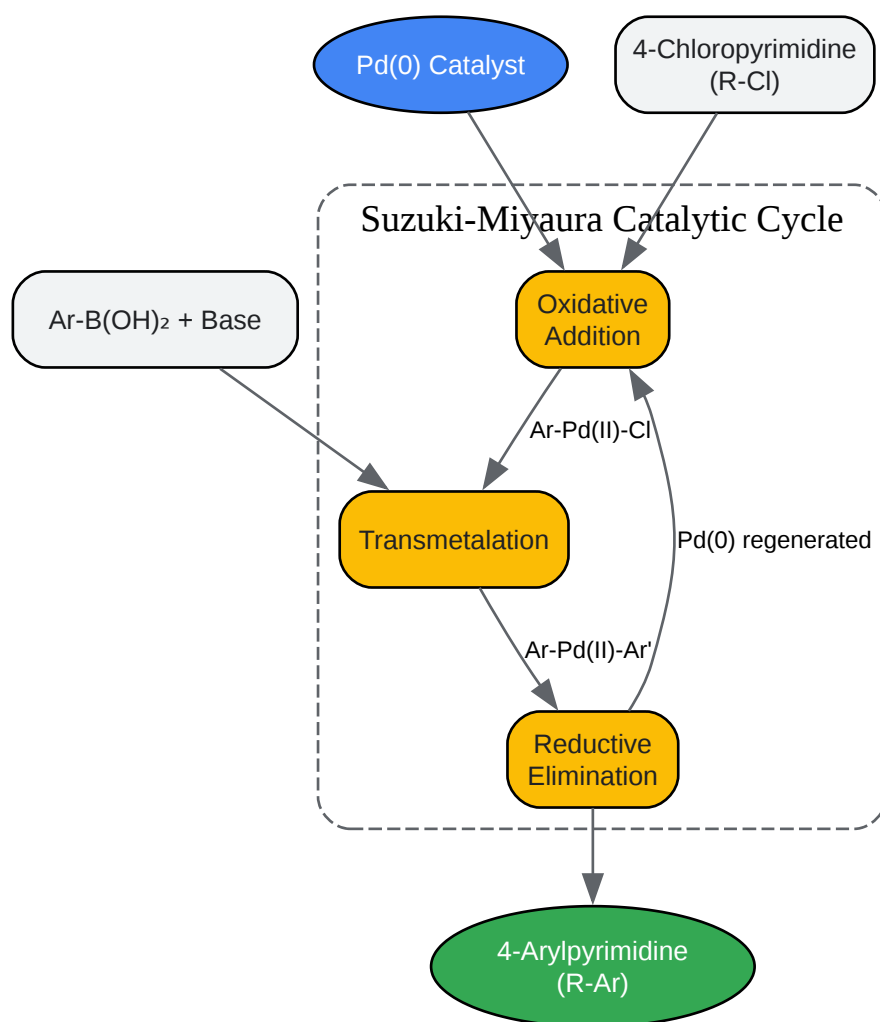 Pd(0) Catalyst
4-Chloropyrimidine
(R-Cl)
Suzuki-Miyaura Catalytic Cycle
Ar-B(OH)₂ + Base
Oxidative
Addition
Ar-Pd(II)-Cl
Transmetalation
Pd(0) regenerated
Ar-Pd(II)-Ar'
Reductive
Elimination
4-Arylpyrimidine
(R-Ar)